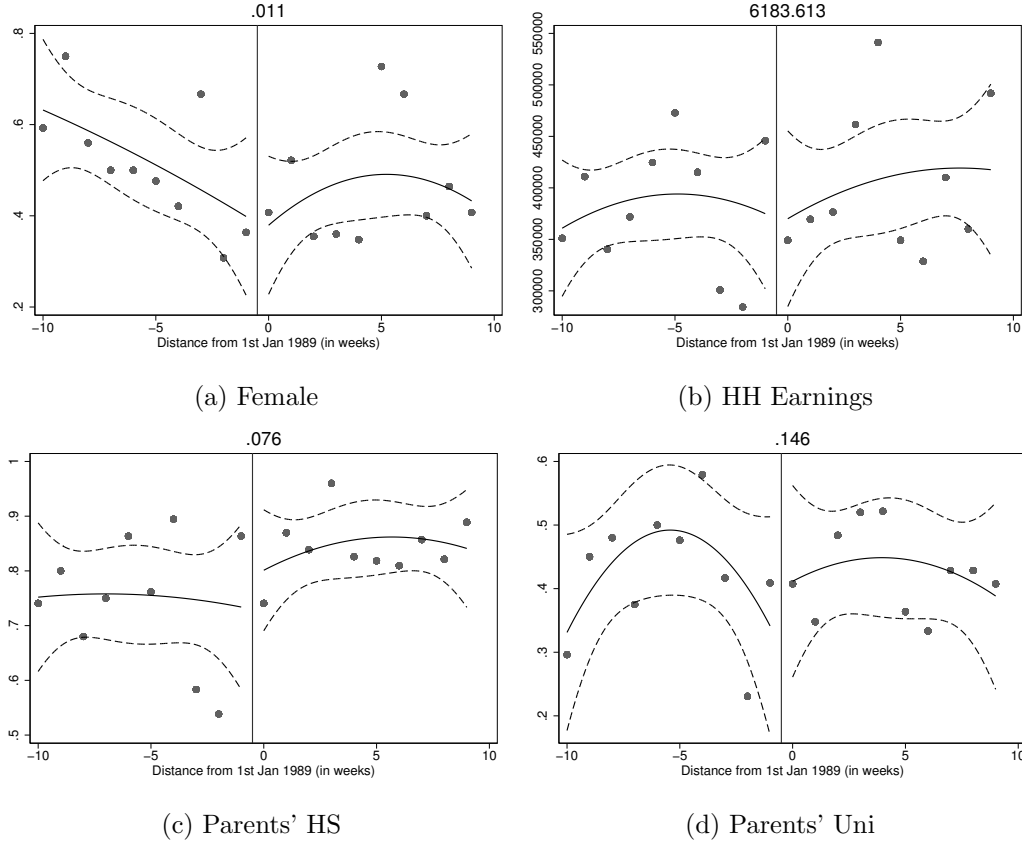 .011
.8
.6
.4
.2
−10 −5 0 5 10
Distance from 1st Jan 1989 (in weeks)
(a) Female
6183.613
550000
500000
450000
400000
350000
300000
−10 −5 0 5 10
Distance from 1st Jan 1989 (in weeks)
(b) HH Earnings
.076
1
.9
.8
.7
.6
.5
−10 −5 0 5 10
Distance from 1st Jan 1989 (in weeks)
(c) Parents' HS
.146
.6
.5
.4
.3
.2
−10 −5 0 5 10
Distance from 1st Jan 1989 (in weeks)
(d) Parents' Uni